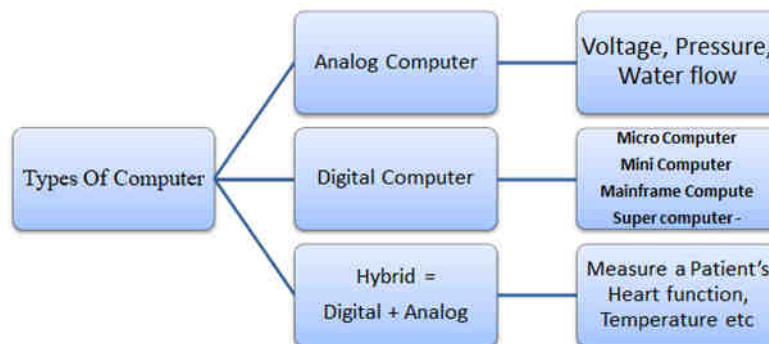 Types Of Computer
Analog Computer
Voltage, Pressure,
Water flow
Digital Computer
Micro Computer
Mini Computer
Mainframe Compute
Super computer -
Hybrid =
Digital + Analog
Measure a Patient’s
Heart function,
Temperature etc